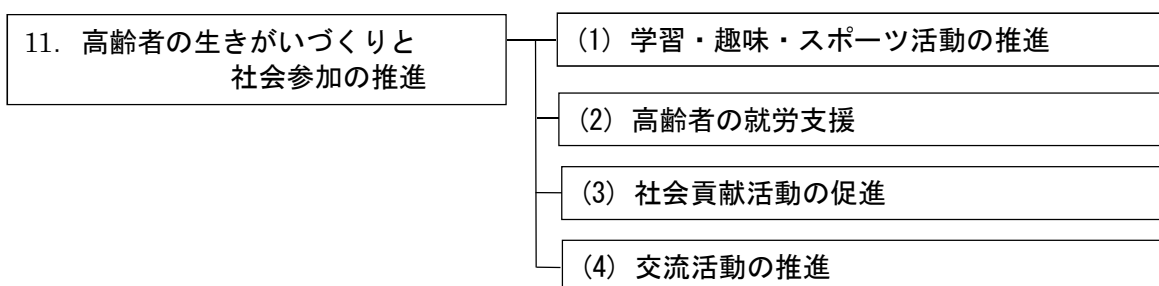 11. 高齢者の生きがいづくりと
社会参加の推進
(1) 学習・趣味・スポーツ活動の推進
(2) 高齢者の就労支援
(3) 社会貢献活動の促進
(4) 交流活動の推進